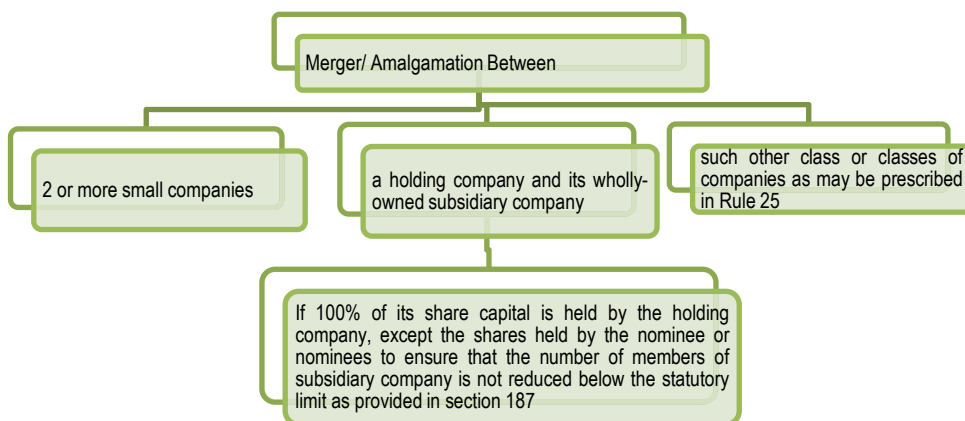 Merger/ Amalgamation Between
2 or more small companies
a holding company and its wholly-
owned subsidiary company
such other class or classes of
companies as may be prescribed
in Rule 25
If 100% of its share capital is held by the holding
company, except the shares held by the nominee or
nominees to ensure that the number of members of
subsidiary company is not reduced below the statutory
limit as provided in section 187